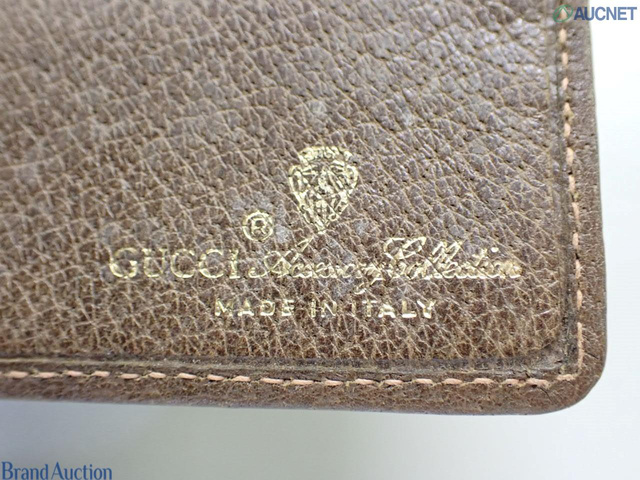 AUCNET
®
GUCCI Accessory Collection
MADE IN ITALY
Brand Auction